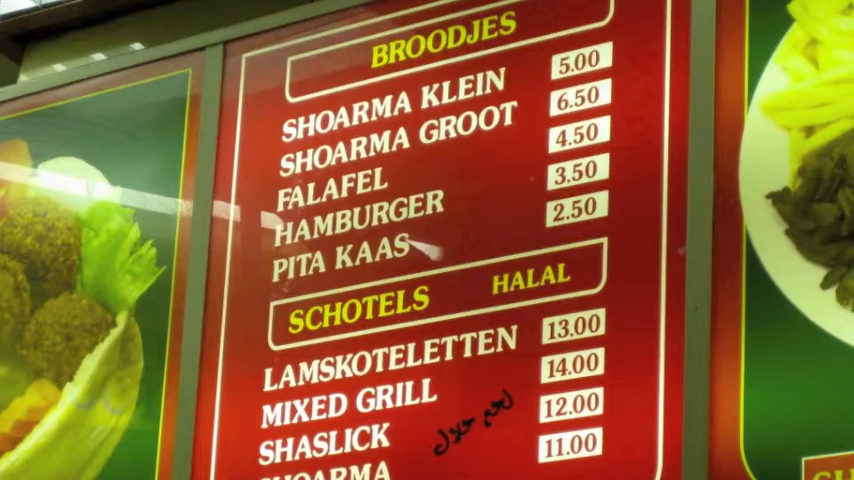 BROODJES
SHOARMA KLEIN 5.00
SHOARMA GROOT 6.50
FALAFEL 4.50
HAMBURGER 3.50
PITA KAAS 2.50
SCHOTELS HALAL
LAMSKOTELETTEN 13.00
MIXED GRILL 14.00
SHASLICK 12.00
لحم حلال
SHOARMA 11.00